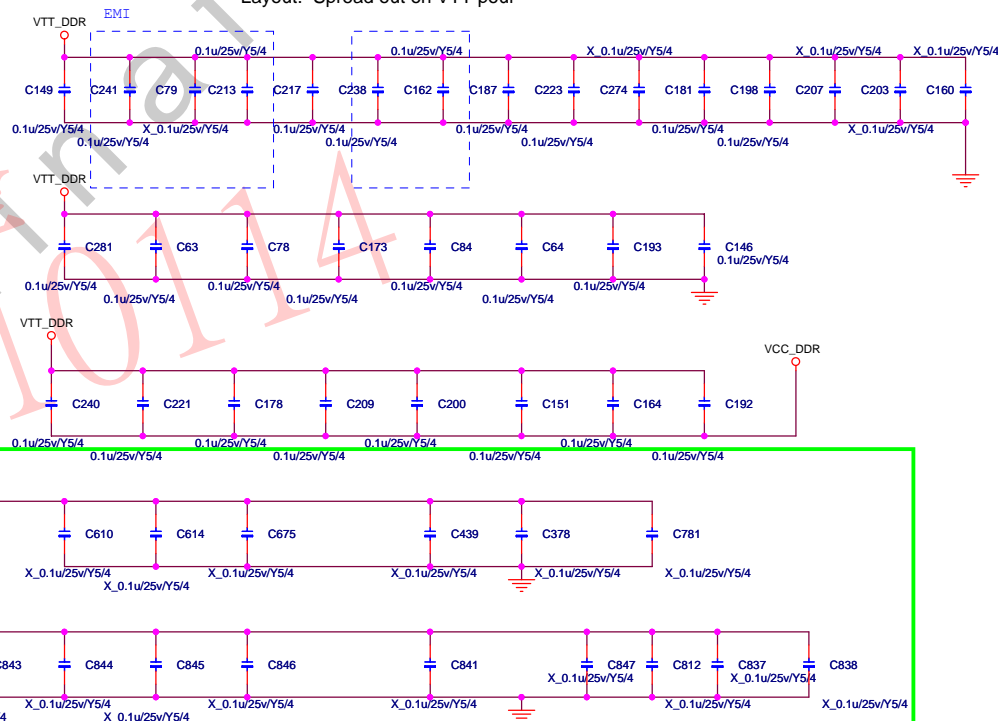 Layout: Spread out on VTT pour
EMI
VTT_DDR
0.1u/25v/Y5/4 0.1u/25v/Y5/4 X_0.1u/25v/Y5/4 X_0.1u/25v/Y5/4 X_0.1u/25v/Y5/4
C149 C241 C79 C213 C217 C238 C162 C187 C223 C274 C181 C198 C207 C203 C160
0.1u/25v/Y5/4 X_0.1u/25v/Y5/4 0.1u/25v/Y5/4 0.1u/25v/Y5/4 0.1u/25v/Y5/4 X_0.1u/25v/Y5/4
0.1u/25v/Y5/4 0.1u/25v/Y5/4 0.1u/25v/Y5/4 0.1u/25v/Y5/4
VTT_DDR
C281 C63 C78 C173 C84 C64 C193 C146
0.1u/25v/Y5/4
0.1u/25v/Y5/4 0.1u/25v/Y5/4 0.1u/25v/Y5/4 0.1u/25v/Y5/4
0.1u/25v/Y5/4 0.1u/25v/Y5/4 0.1u/25v/Y5/4
VTT_DDR
VCC_DDR
C240 C221 C178 C209 C200 C151 C164 C192
0.1u/25v/Y5/4 0.1u/25v/Y5/4 0.1u/25v/Y5/4 0.1u/25v/Y5/4
0.1u/25v/Y5/4 0.1u/25v/Y5/4 0.1u/25v/Y5/4 0.1u/25v/Y5/4
C610 C614 C675 C439 C378 C781
X_0.1u/25v/Y5/4 X_0.1u/25v/Y5/4 X_0.1u/25v/Y5/4 X_0.1u/25v/Y5/4 X_0.1u/25v/Y5/4
X_0.1u/25v/Y5/4
C843 C844 C845 C846 C841 C847 C812 C837 C838
X_0.1u/25v/Y5/4 X_0.1u/25v/Y5/4
X_0.1u/25v/Y5/4 X_0.1u/25v/Y5/4 X_0.1u/25v/Y5/4 X_0.1u/25v/Y5/4 X_0.1u/25v/Y5/4
X_0.1u/25v/Y5/4